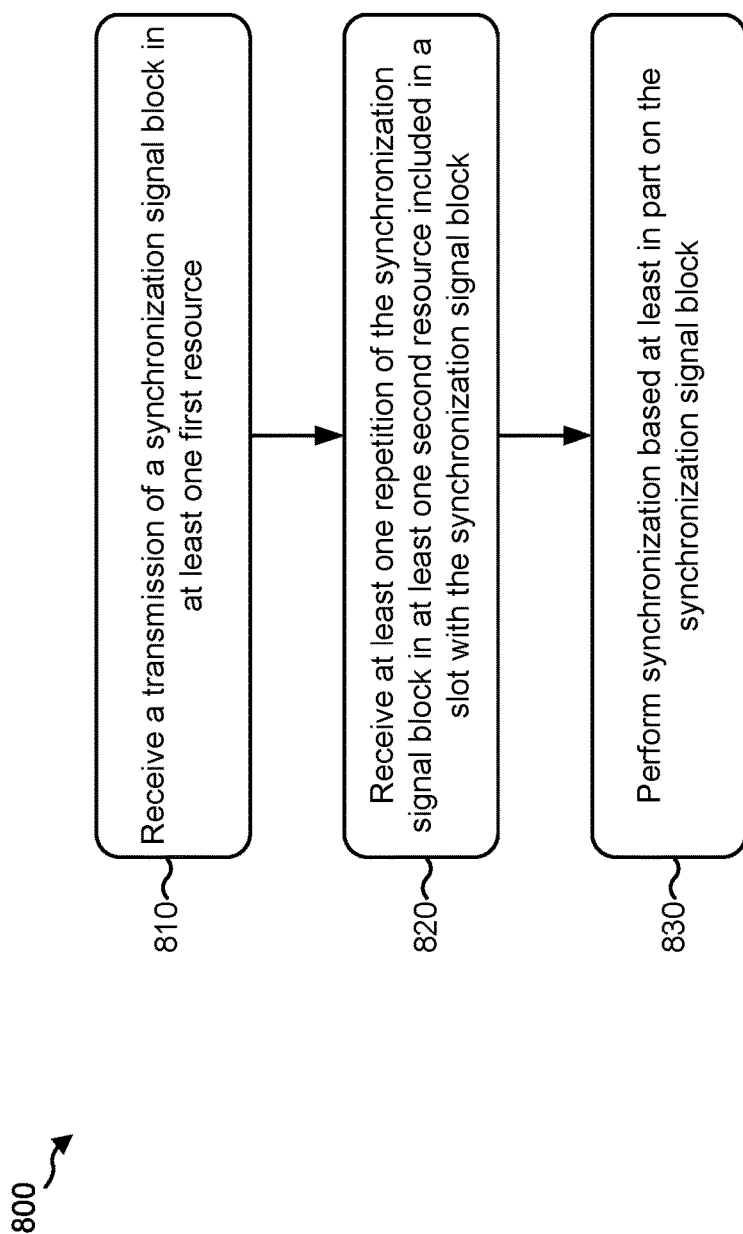 800
810
Receive a transmission of a synchronization signal block in
at least one first resource
820
Receive at least one repetition of the synchronization
signal block in at least one second resource included in a
slot with the synchronization signal block
830
Perform synchronization based at least in part on the
synchronization signal block